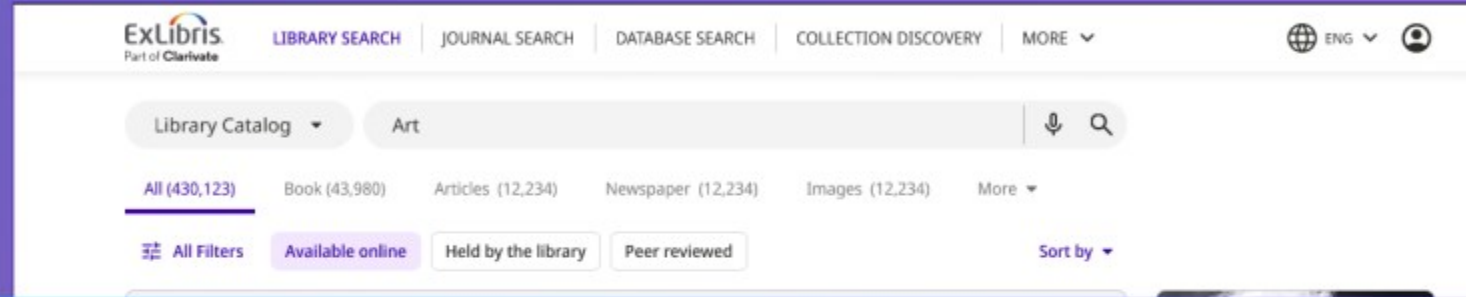 ExLibris
Part of Clarivate
LIBRARY SEARCH JOURNAL SEARCH DATABASE SEARCH COLLECTION DISCOVERY MORE ENG
Library Catalog Art
All (430,123) Book (43,980) Articles (12,234) Newspaper (12,234) Images (12,234) More
All Filters Available online Held by the library Peer reviewed Sort by